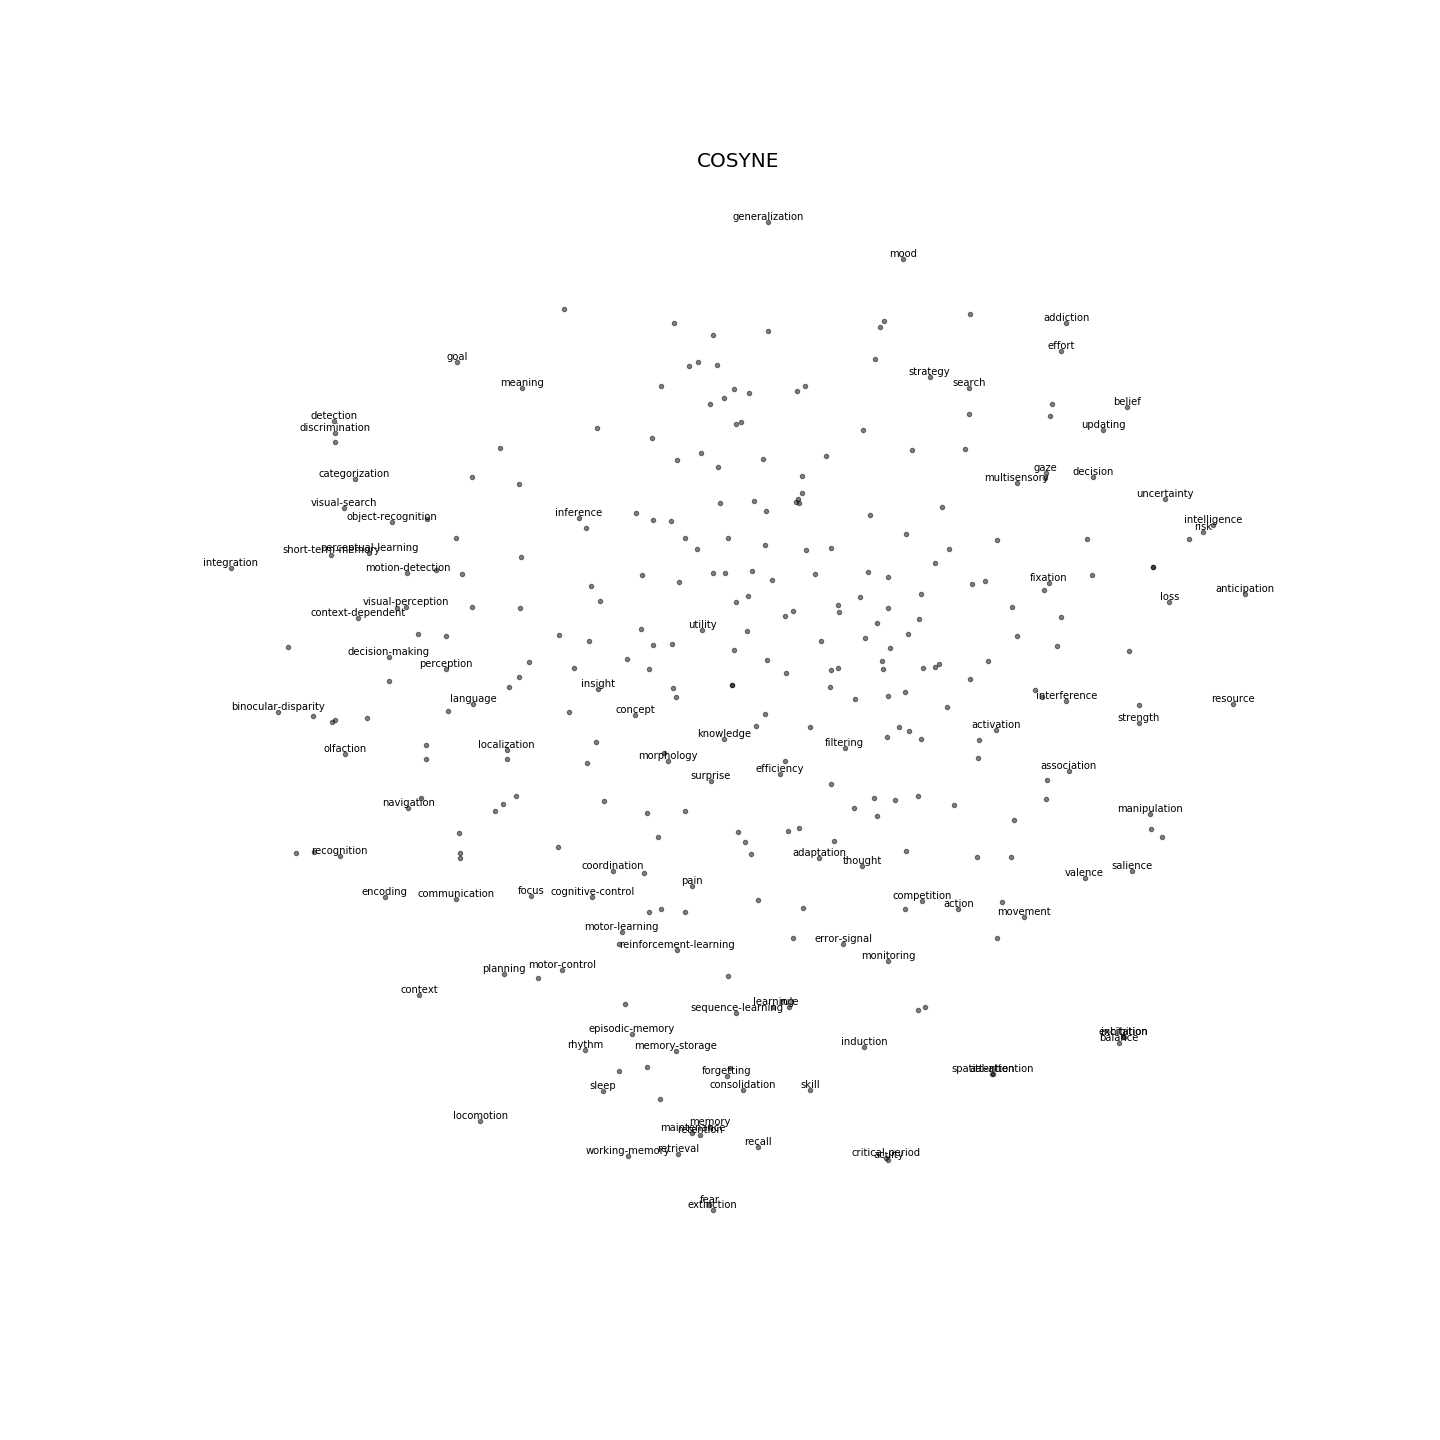 COSYNE
generalization
mood
addiction
effort
goal
strategy
meaning
search
belief
detection
updating
discrimination
gaze
decision
categorization
multisensory
uncertainty
visual-search
inference
object-recognition
intelligence
risk
perceptual-learning
short-term-memory
integration
motion-detection
fixation
anticipation
loss
visual-perception
context-dependent
utility
decision-making
perception
insight
interference
language
resource
binocular-disparity
concept
strength
activation
knowledge
filtering
localization
olfaction
morphology
association
efficiency
surprise
navigation
manipulation
recognition
adaptation
thought
salience
coordination
valence
pain
encoding
communication
focus
cognitive-control
competition
action
movement
motor-learning
error-signal
reinforcement-learning
monitoring
motor-control
planning
context
learning
rule
sequence-learning
episodic-memory
inhibition
excitation
balance
induction
rhythm
memory-storage
forgetting
spatial-attention
attention
sleep
consolidation
skill
locomotion
memory
maintenance
retention
recall
working-memory
retrieval
critical-period
acuity
fear
extinction